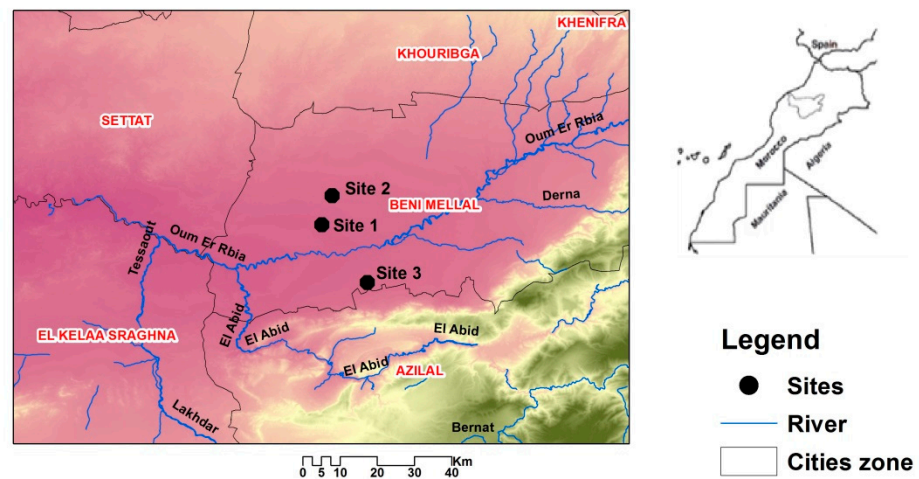 KHENIFRA
KHOURIBGA
SETTAT
Oum Er Rbia
Site 2
Derna
BENI MELLAL
Site 1
Tessaout
Oum Er Rbia
Site 3
El Abid
El Abid
El Abid
EL KELAA SRAGHNA
El Abid
AZILAL
Lakhdar
Bernat
0 5 10 20 30 40 Km
Spain
Morocco
Algeria
Mauritania
Legend
Sites
River
Cities zone